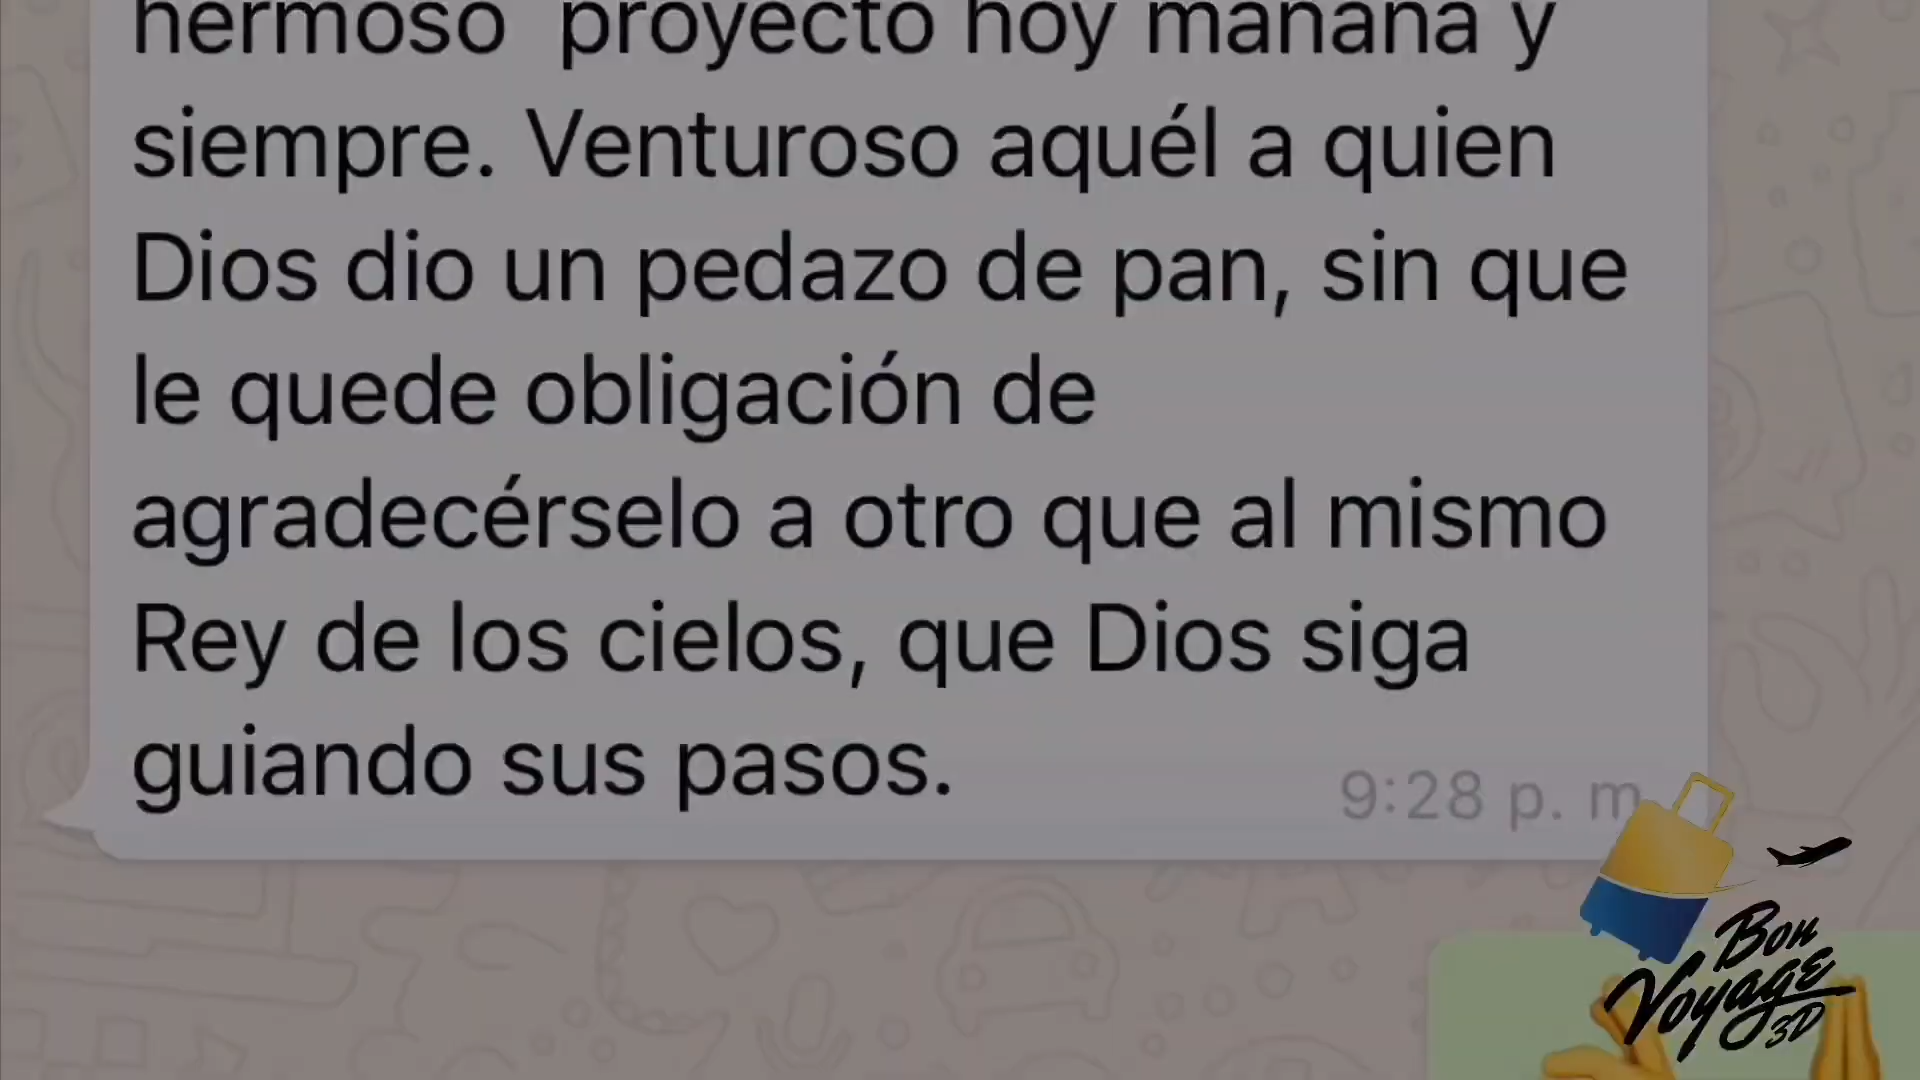 hermoso proyecto hoy mañana y
siempre. Venturoso aquél a quien
Dios dio un pedazo de pan, sin que
le quede obligación de
agradecérselo a otro que al mismo
Rey de los cielos, que Dios siga
guiando sus pasos.
9:28 p. m
Bon
Voyage
3D